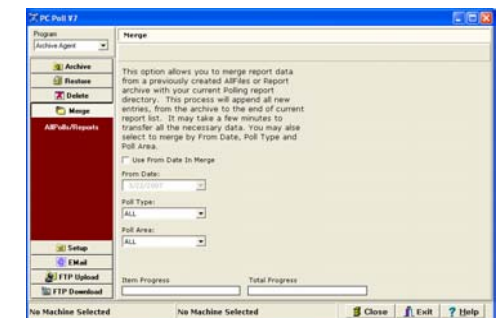 PC Poll V7
Program
Archive Agent
Archive
Restore
Delete
Merge
AllPolls/Reports
Setup
EMail
FTP Upload
FTP Download
Merge
This option allows you to merge report data
from a previously created AllFiles or Report
archive with your current Polling report
directory. This process will append all new
entries, from the archive to the end of current
report list. It may take a few minutes to
transfer all the necessary data. You may also
select to merge by From Date, Poll Type and
Poll Area.
Use From Date In Merge
From Date:
Poll Type:
ALL
Poll Area:
ALL
Item Progress Total Progress
No Machine Selected No Machine Selected Close Exit Help